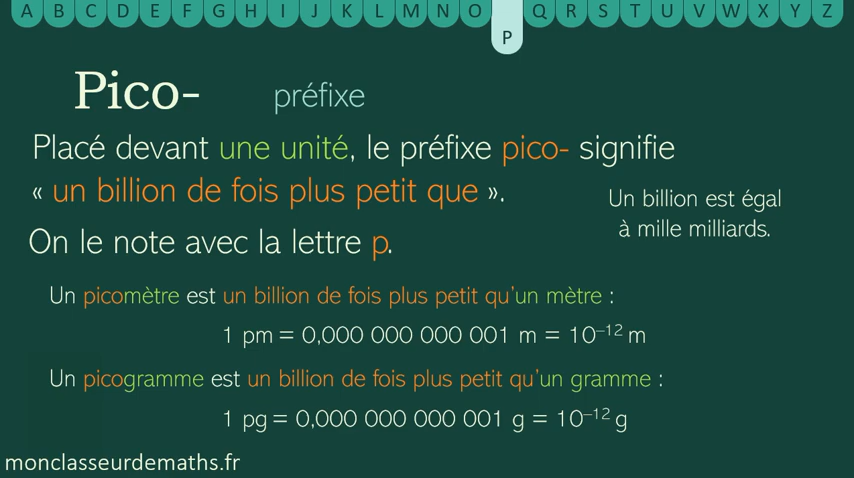 A B C D E F G H I J K L M N O P Q R S T U V W X Y Z
Pico- préfixe
Placé devant une unité, le préfixe pico- signifie
« un billion de fois plus petit que ».
Un billion est égal
à mille milliards.
On le note avec la lettre p.
Un picomètre est un billion de fois plus petit qu'un mètre :
1 pm = 0,000 000 000 001 m = 10⁻¹² m
Un picogramme est un billion de fois plus petit qu'un gramme :
1 pg = 0,000 000 000 001 g = 10⁻¹² g
monclasseurdemaths.fr